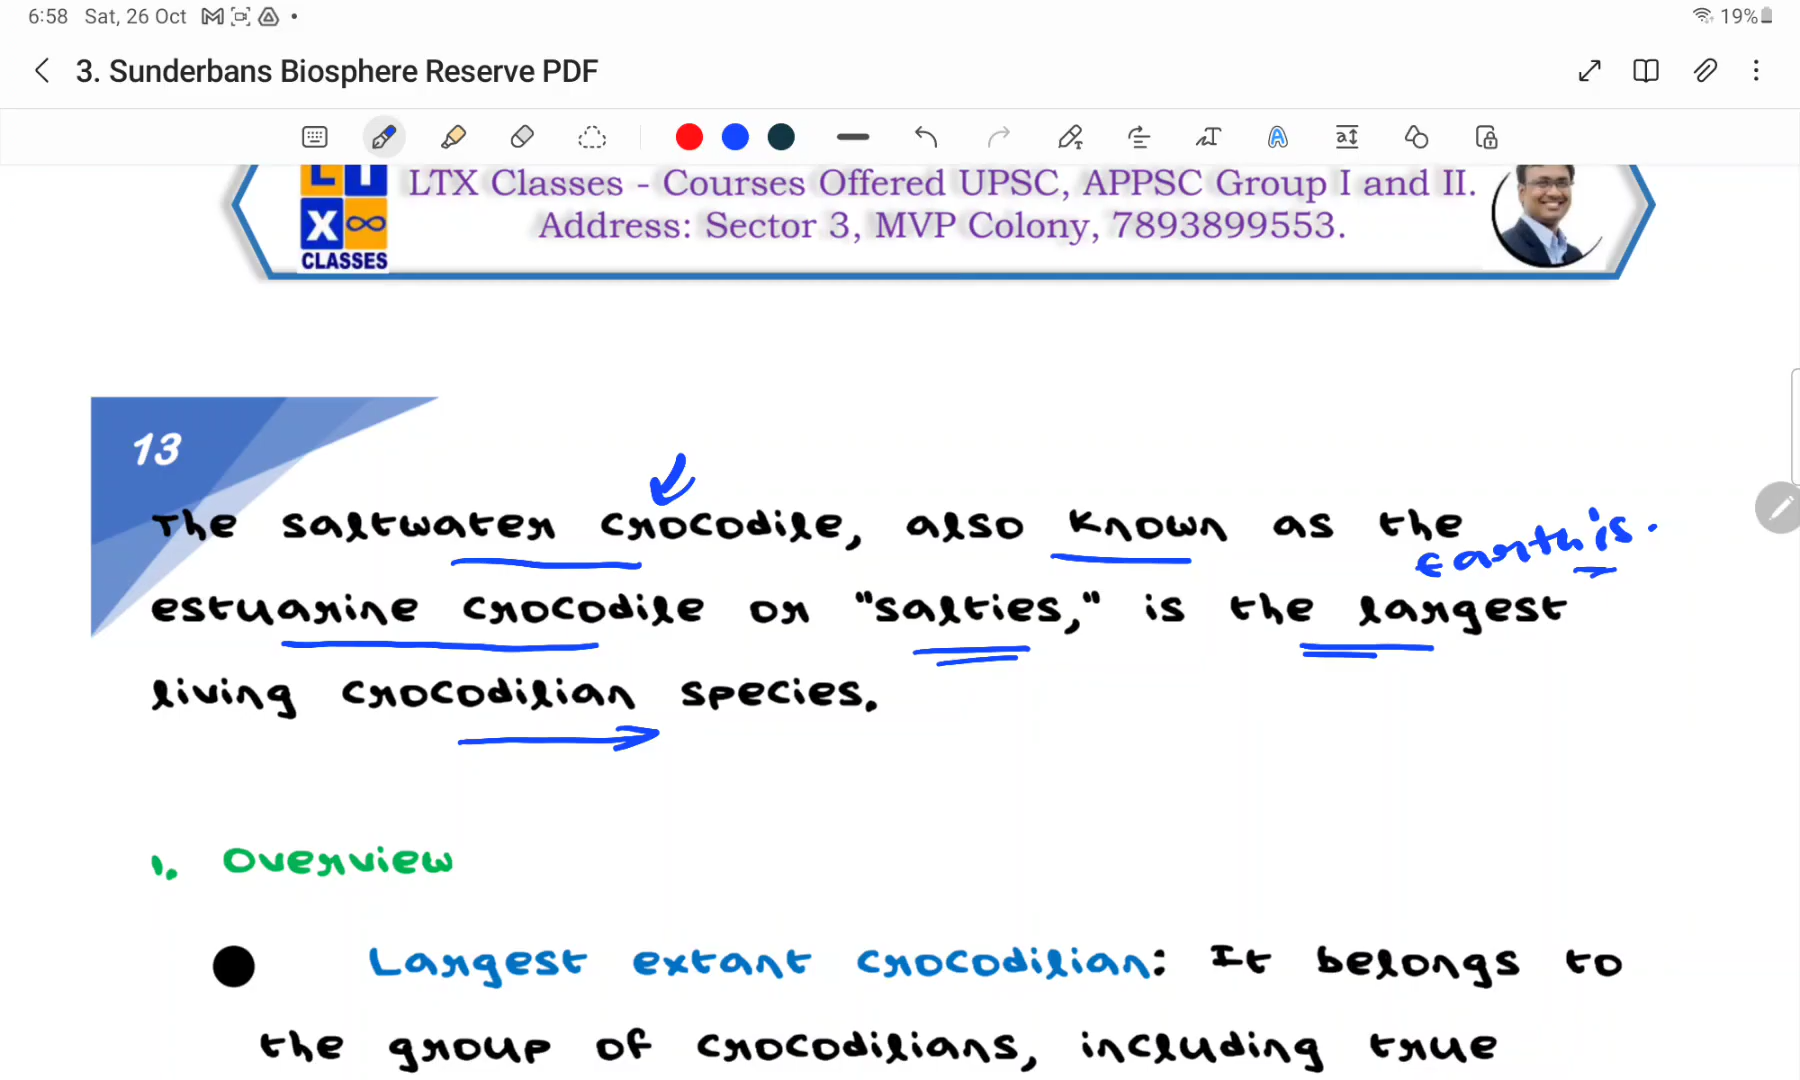 6:58 Sat, 26 Oct
19%
3. Sunderbans Biosphere Reserve PDF
LTX Classes - Courses Offered UPSC, APPSC Group I and II.
Address: Sector 3, MVP Colony, 7893899553.
X
CLASSES
13
The saltwater crocodile, also known as the
Earth is.
estuarine crocodile or "salties," is the largest
living crocodilian species.
1. Overview
Largest extant crocodilian: It belongs to
the group of crocodilians, including true